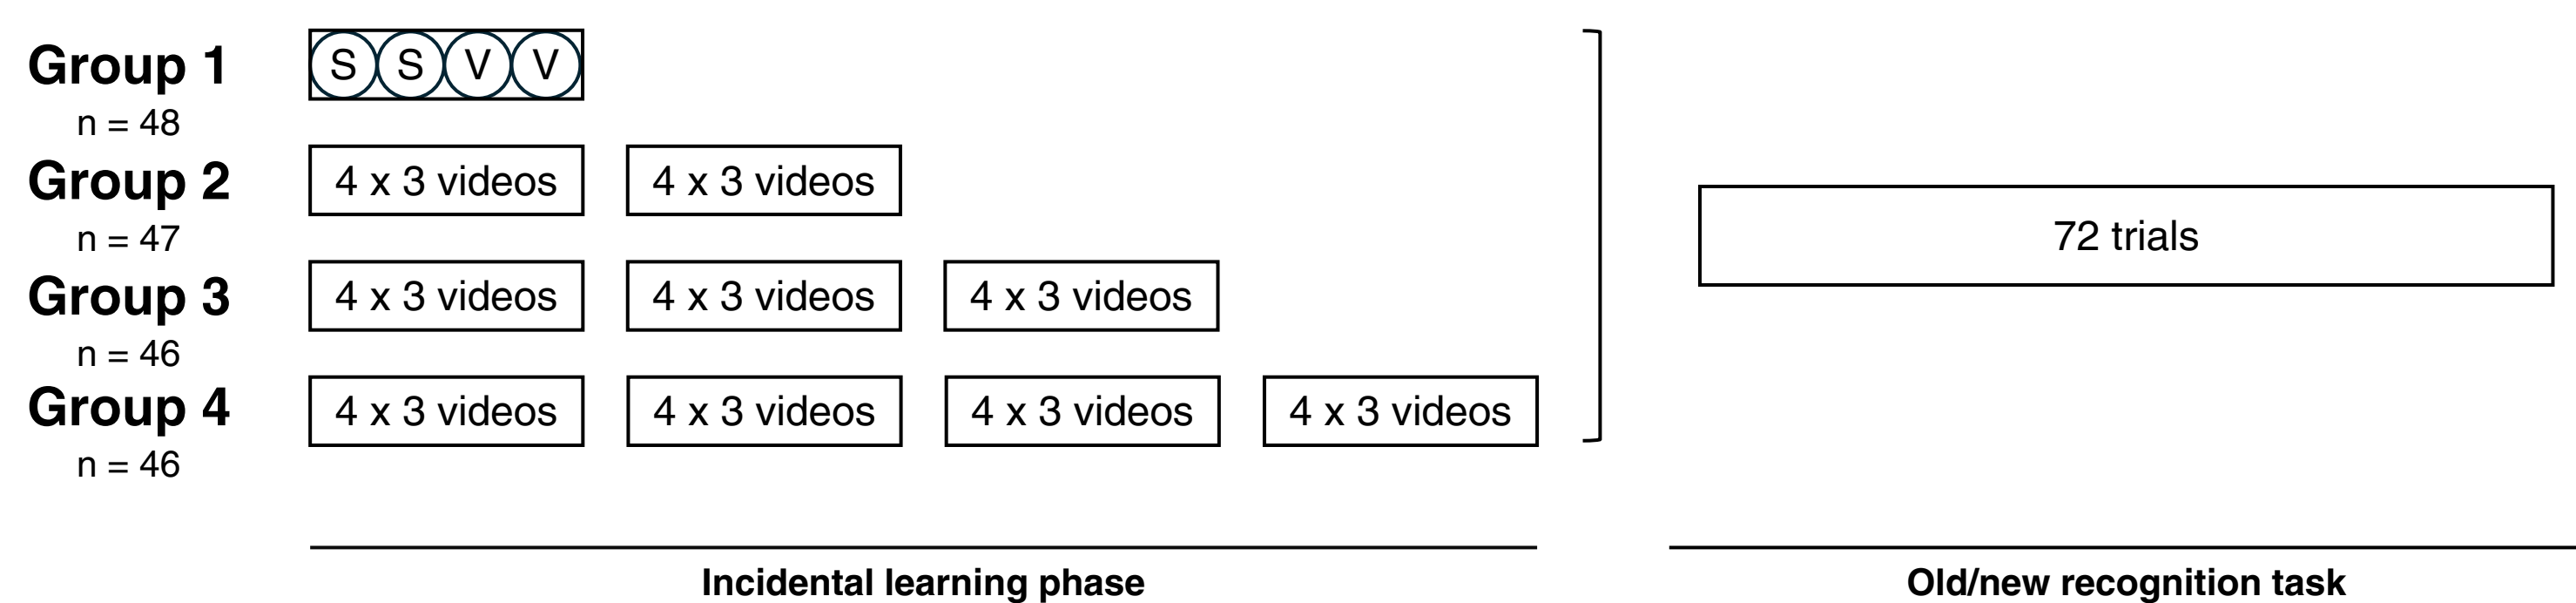 Group 1
S S V V
n = 48
Group 2
4 x 3 videos
4 x 3 videos
n = 47
72 trials
Group 3
4 x 3 videos
4 x 3 videos
4 x 3 videos
n = 46
Group 4
4 x 3 videos
4 x 3 videos
4 x 3 videos
4 x 3 videos
n = 46
Incidental learning phase
Old/new recognition task